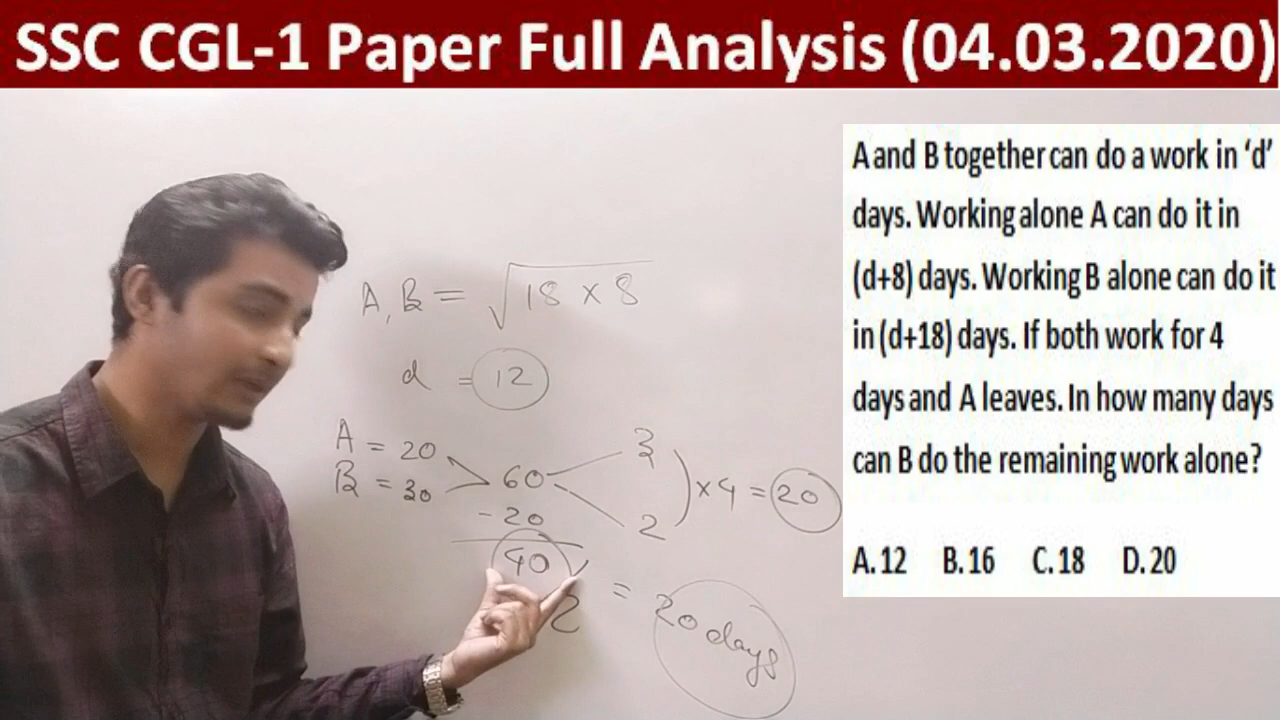 SSC CGL-1 Paper Full Analysis (04.03.2020)
A and B together can do a work in ‘d’
days. Working alone A can do it in
(d+8) days. Working B alone can do it
in (d+18) days. If both work for 4
days and A leaves. In how many days
can B do the remaining work alone?
A. 12 B. 16 C. 18 D. 20
A, B = √18 × 8
d = 12
A = 20
B = 30
60
3
2
×4 = 20
-20
40
2
= 20 days